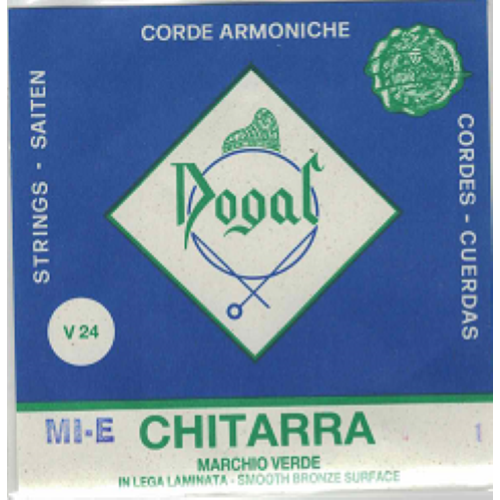 CORDE ARMONICHE
STRINGS - SAITEN
CORDES - CUERDAS
Dogal
V 24
MI-E CHITARRA 1
MARCHIO VERDE
IN LEGA LAMINATA - SMOOTH BRONZE SURFACE